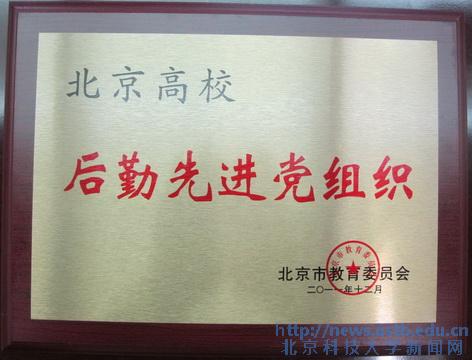 北京高校
后勤先进党组织
北京市教育委员会
二〇一一年十二月
http://news.ustb.edu.cn
北京科技大学新闻网